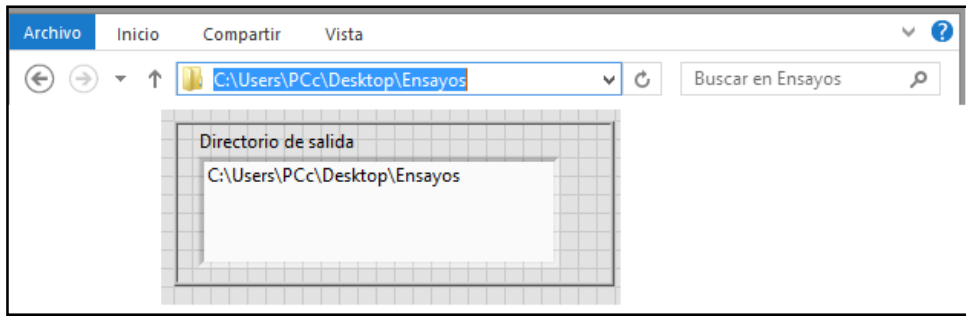 Archivo Inicio Compartir Vista
C:\Users\PCc\Desktop\Ensayos Buscar en Ensayos
Directorio de salida
C:\Users\PCc\Desktop\Ensayos